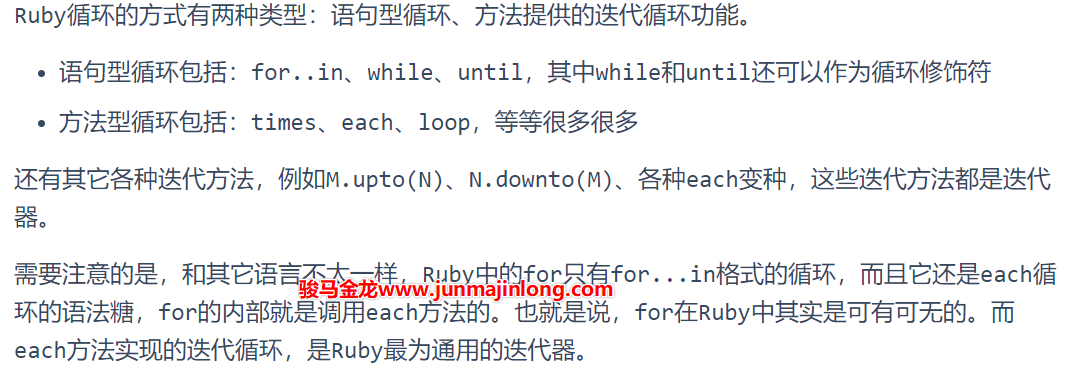 Ruby循环的方式有两种类型：语句型循环、方法提供的迭代循环功能。
• 语句型循环包括：for..in、while、until，其中while和until还可以作为循环修饰符
• 方法型循环包括：times、each、loop，等等很多很多
还有其它各种迭代方法，例如M.upto(N)、N.downto(M)、各种each变种，这些迭代方法都是迭代
器。
需要注意的是，和其它语言不大一样，Ruby中的for只有for...in格式的循环，而且它还是each循
骏马金龙www.junmajinlong.com
环的语法糖，for的内部就是调用each方法的。也就是说，for在Ruby中其实是可有可无的。而
each方法实现的迭代循环，是Ruby最为通用的迭代器。